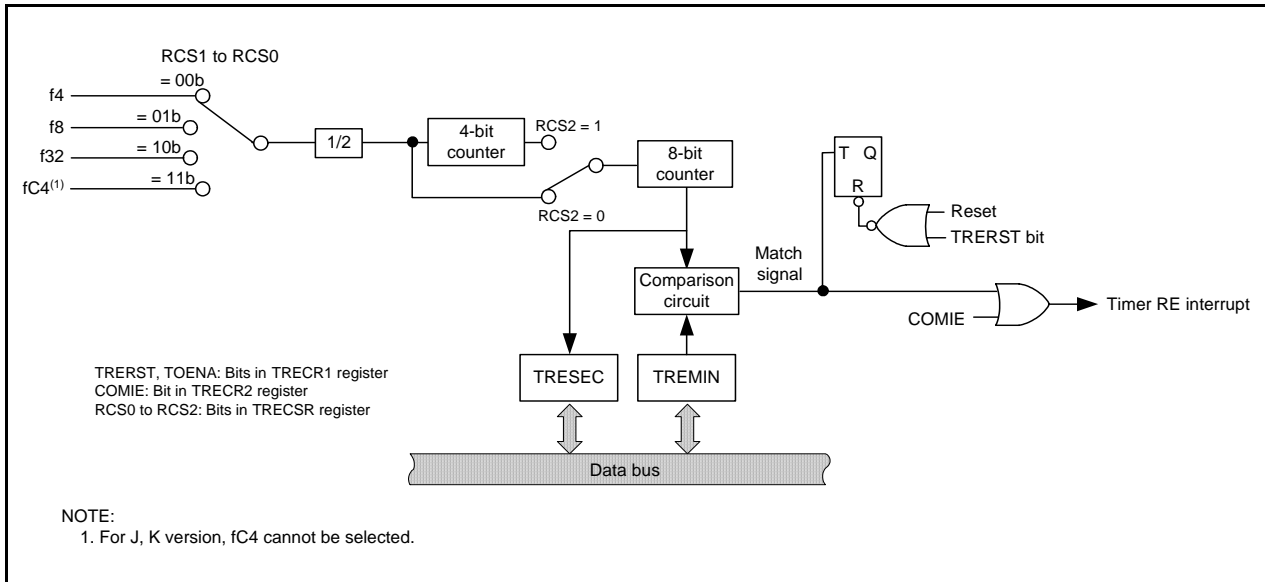 RCS1 to RCS0
= 00b
f4
= 01b
f8
= 10b
f32
= 11b
fC4(1)
1/2
4-bit
counter
RCS2 = 1
RCS2 = 0
8-bit
counter
T Q
R
Reset
TRERST bit
Match
signal
Comparison
circuit
COMIE
Timer RE interrupt
TRERST, TOENA: Bits in TRECR1 register
COMIE: Bit in TRECR2 register
RCS0 to RCS2: Bits in TRECSR register
TRESEC
TREMIN
Data bus
NOTE:
1. For J, K version, fC4 cannot be selected.